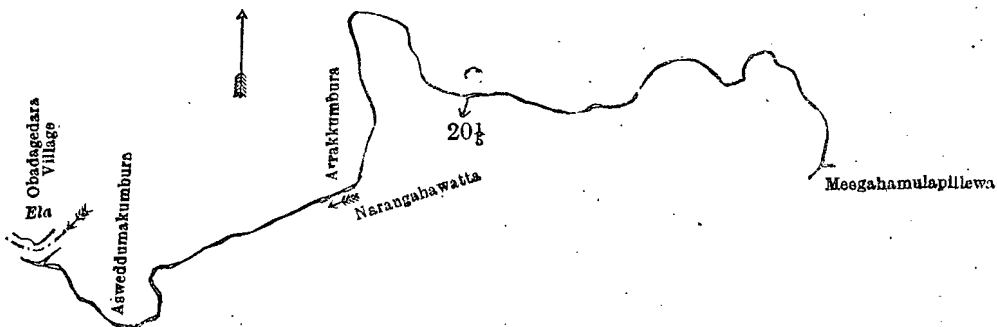 Obadagedara
Village
Ela
Asweddumakumbura
Arrakkumbura
20⅕
Narangahawatta
Meegahamulapillewa